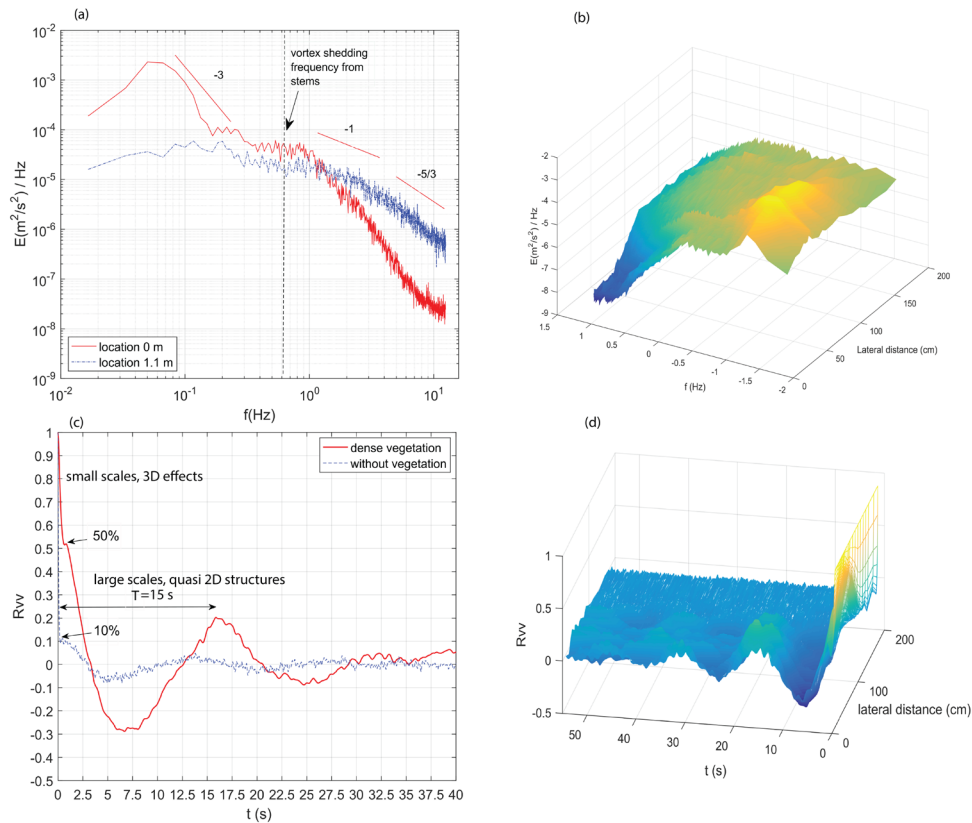 (a)
10^-2
10^-3
10^-4
10^-5
10^-6
10^-7
10^-8
10^-9
E(m^2/s^2) / Hz
-3
vortex shedding
frequency from
stems
-1
-5/3
location 0 m
location 1.1 m
10^-2
10^-1
10^0
10^1
f(Hz)
(b)
-2
-3
-4
-5
-6
-7
-8
-9
E(m^2/s^2) / Hz
1.5
1
0.5
0
-0.5
-1
-1.5
-2
f (Hz)
0
50
100
150
200
Lateral distance (cm)
(c)
1
0.9
0.8
0.7
0.6
0.5
0.4
0.3
0.2
0.1
0
-0.1
-0.2
-0.3
-0.4
-0.5
Rvv
dense vegetation
without vegetation
small scales, 3D effects
50%
large scales, quasi 2D structures
T=15 s
10%
0 2.5 5 7.5 10 12.5 15 17.5 20 22.5 25 27.5 30 32.5 35 37.5 40
t (s)
(d)
1
0.5
0
-0.5
Rvv
50
40
30
20
10
0
t (s)
0
100
200
lateral distance (cm)